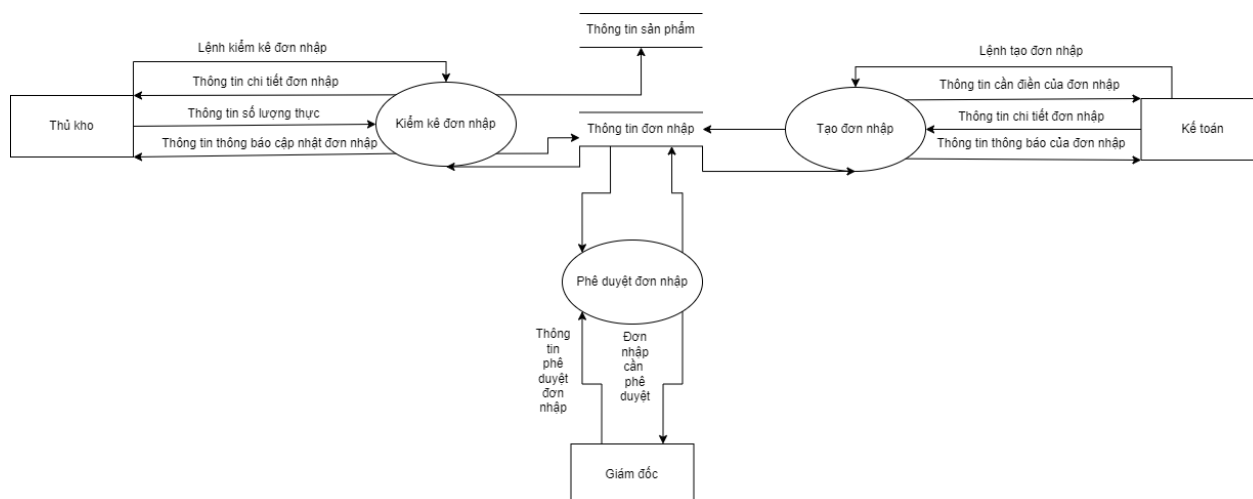 Thông tin sản phẩm
Lệnh kiểm kê đơn nhập
Lệnh tạo đơn nhập
Thông tin chi tiết đơn nhập
Thông tin cần điền của đơn nhập
Thủ kho
Thông tin số lượng thực
Kiểm kê đơn nhập
Thông tin đơn nhập
Tạo đơn nhập
Thông tin chi tiết đơn nhập
Kế toán
Thông tin thông báo cập nhật đơn nhập
Thông tin thông báo của đơn nhập
Phê duyệt đơn nhập
Thông
tin
phê
duyệt
đơn
nhập
Đơn
nhập
cần
phê
duyệt
Giám đốc